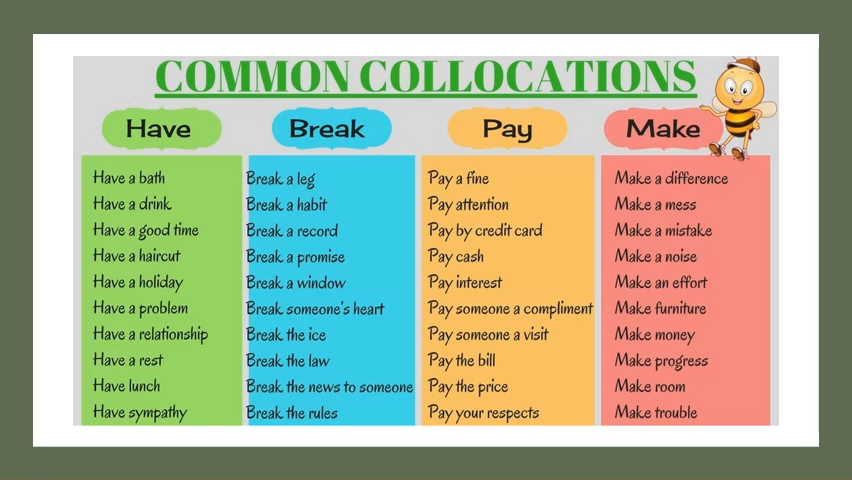 COMMON COLLOCATIONS
Have
Have a bath
Have a drink
Have a good time
Have a haircut
Have a holiday
Have a problem
Have a relationship
Have a rest
Have lunch
Have sympathy
Break
Break a leg
Break a habit
Break a record
Break a promise
Break a window
Break someone's heart
Break the ice
Break the law
Break the news to someone
Break the rules
Pay
Pay a fine
Pay attention
Pay by credit card
Pay cash
Pay interest
Pay someone a compliment
Pay someone a visit
Pay the bill
Pay the price
Pay your respects
Make
Make a difference
Make a mess
Make a mistake
Make a noise
Make an effort
Make furniture
Make money
Make progress
Make room
Make trouble